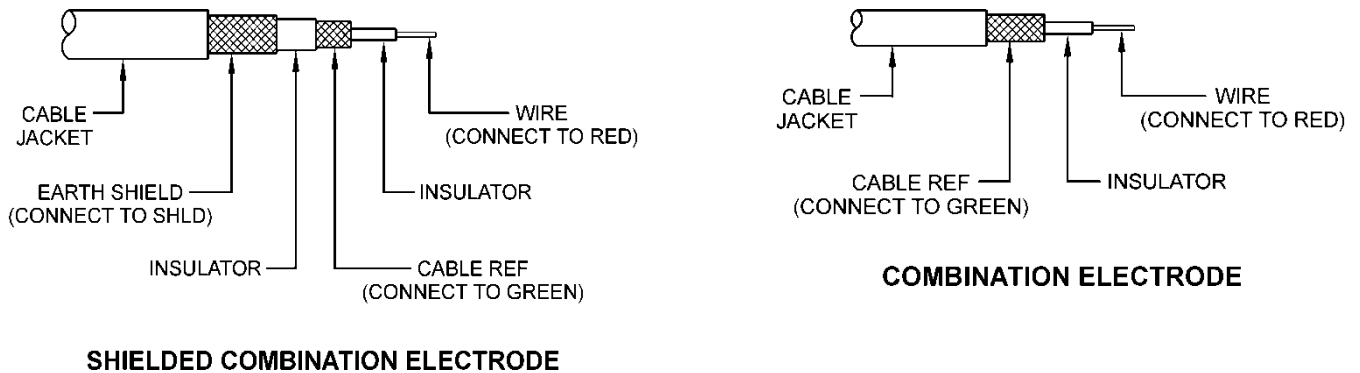 CABLE
JACKET
WIRE
(CONNECT TO RED)
EARTH SHIELD
(CONNECT TO SHLD)
INSULATOR
INSULATOR
CABLE REF
(CONNECT TO GREEN)
SHIELDED COMBINATION ELECTRODE
CABLE
JACKET
WIRE
(CONNECT TO RED)
CABLE REF
(CONNECT TO GREEN)
INSULATOR
COMBINATION ELECTRODE